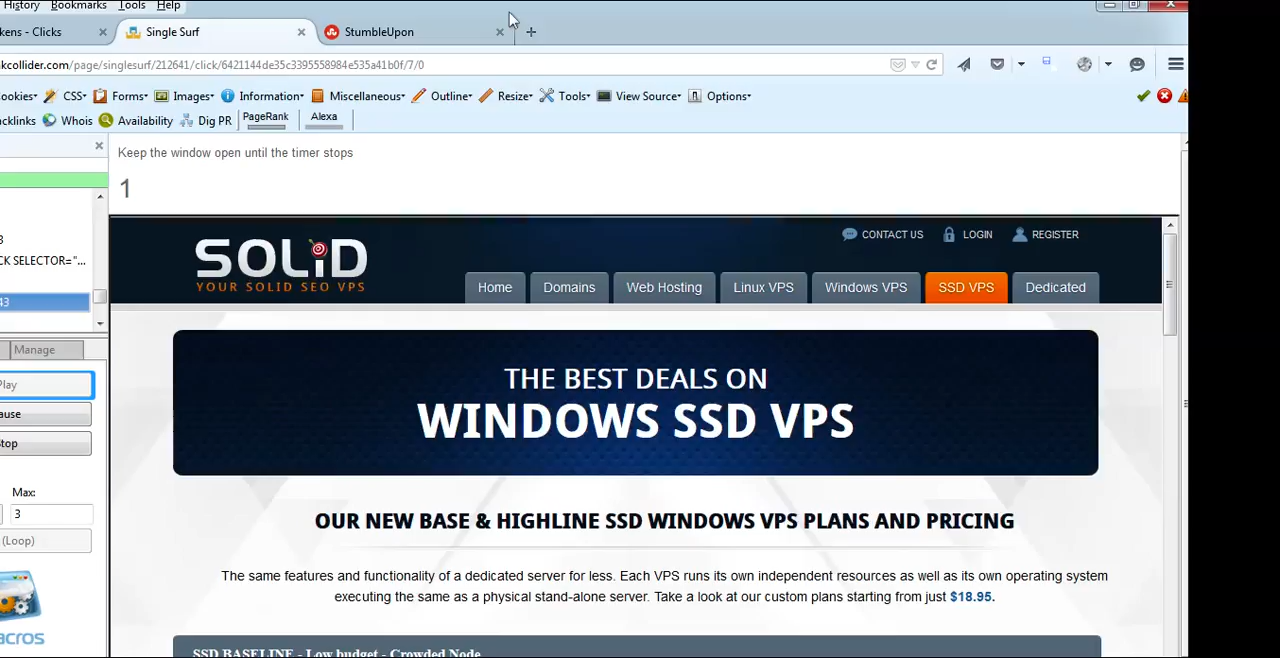 History Bookmarks Tools Help
kens - Clicks Single Surf StumbleUpon
kcollider.com/page/singlesurf/212641/click/6421144de35c3395558984e535a41b0f/7/0
ookies CSS Forms Images Information Miscellaneous Outline Resize Tools View Source Options
acklinks Whois Availability Dig PR PageRank Alexa
Keep the window open until the timer stops
1
3
CK SELECTOR="...
43
Manage
Play
ause
top
Max:
3
(Loop)
acros
SOLiD
YOUR SOLID SEO VPS
CONTACT US LOGIN REGISTER
Home Domains Web Hosting Linux VPS Windows VPS SSD VPS Dedicated
THE BEST DEALS ON
WINDOWS SSD VPS
OUR NEW BASE & HIGHLINE SSD WINDOWS VPS PLANS AND PRICING
The same features and functionality of a dedicated server for less. Each VPS runs its own independent resources as well as its own operating system
executing the same as a physical stand-alone server. Take a look at our custom plans starting from just $18.95.
SSD BASELINE - Low budget - Crowded Node